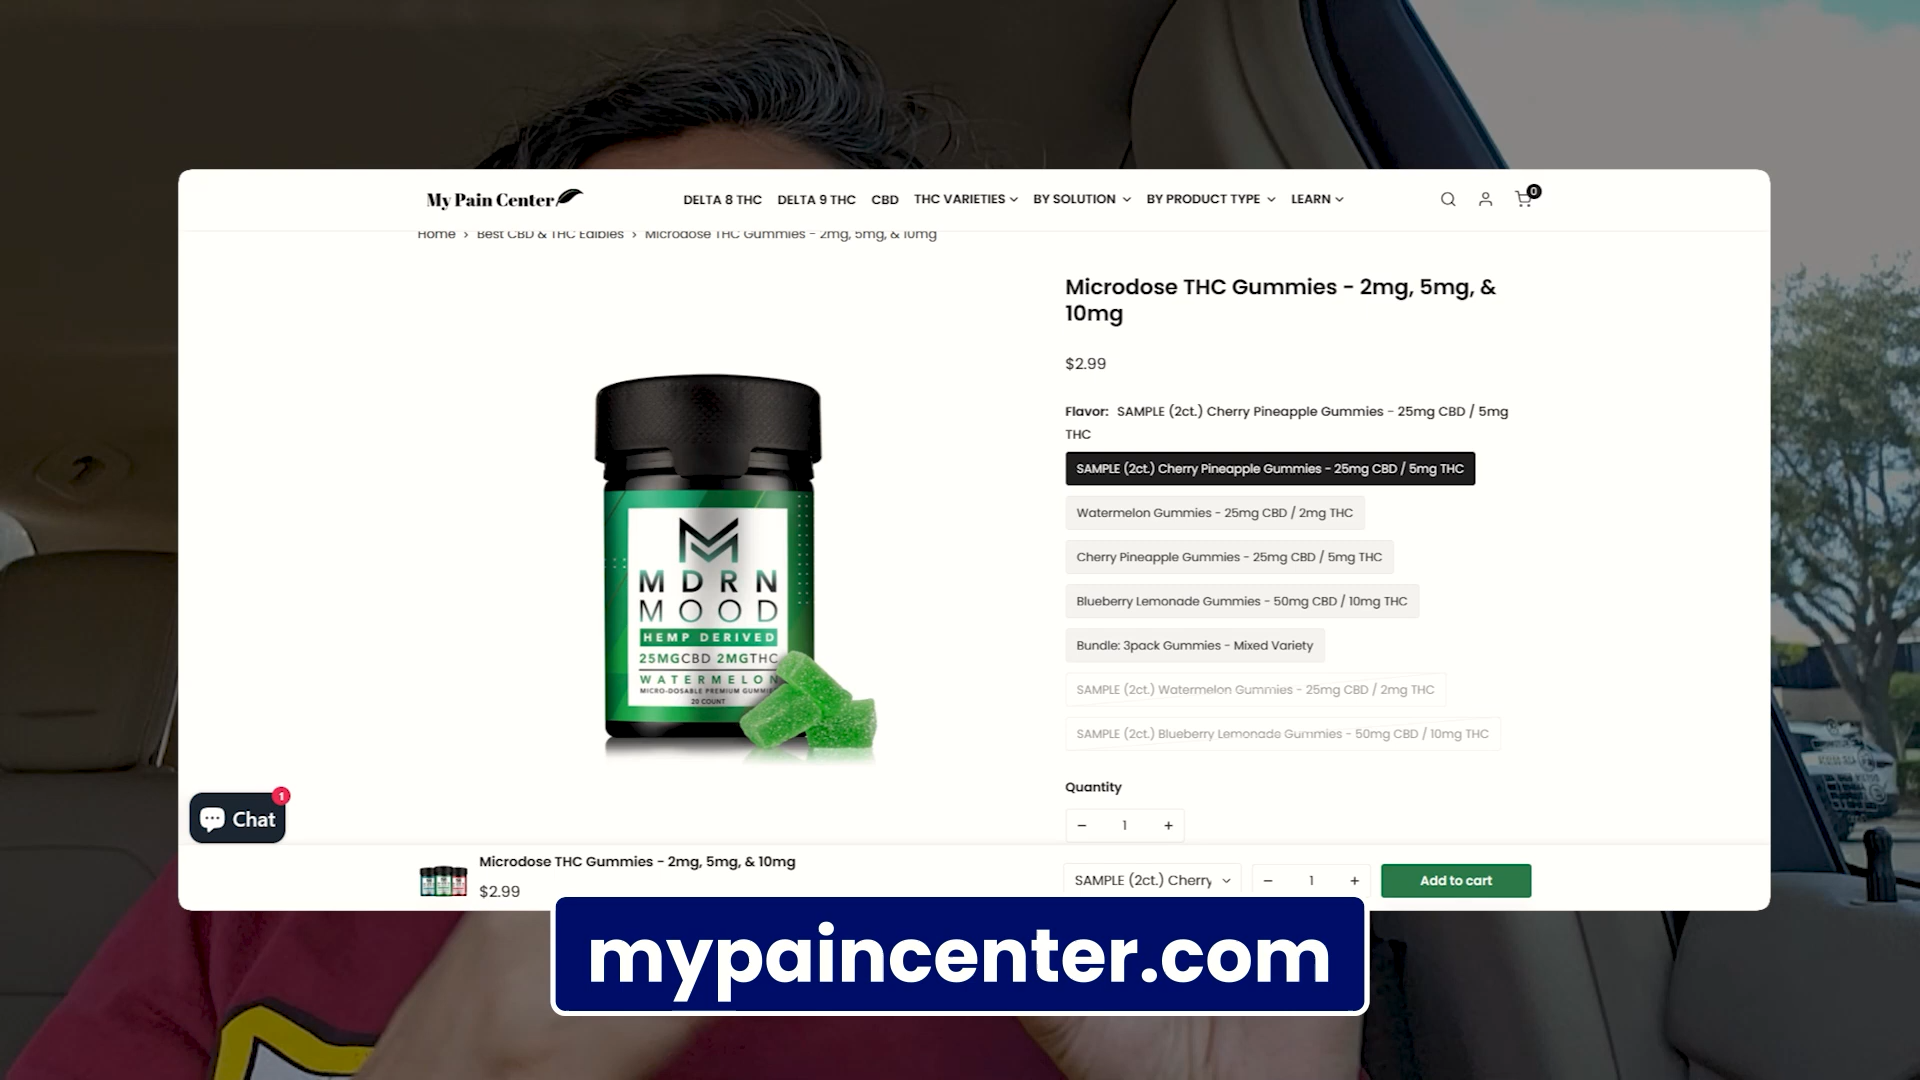 My Pain Center
DELTA 8 THC DELTA 9 THC CBD THC VARIETIES BY SOLUTION BY PRODUCT TYPE LEARN
0
Home › Best CBD & THC Edibles › Microdose THC Gummies - 2mg, 5mg, & 10mg
Microdose THC Gummies - 2mg, 5mg, &
10mg
$2.99
Flavor: SAMPLE (2ct.) Cherry Pineapple Gummies - 25mg CBD / 5mg
THC
SAMPLE (2ct.) Cherry Pineapple Gummies - 25mg CBD / 5mg THC
Watermelon Gummies - 25mg CBD / 2mg THC
Cherry Pineapple Gummies - 25mg CBD / 5mg THC
Blueberry Lemonade Gummies - 50mg CBD / 10mg THC
Bundle: 3pack Gummies - Mixed Variety
SAMPLE (2ct.) Watermelon Gummies - 25mg CBD / 2mg THC
SAMPLE (2ct.) Blueberry Lemonade Gummies - 50mg CBD / 10mg THC
Quantity
− 1 +
MDRN
MOOD
HEMP DERIVED
25MGCBD 2MGTHC
WATERMELON
MICRO-DOSABLE PREMIUM GUMMIE
20 COUNT
1
Chat
Microdose THC Gummies - 2mg, 5mg, & 10mg
$2.99
SAMPLE (2ct.) Cherry
− 1 +
Add to cart
mypaincenter.com